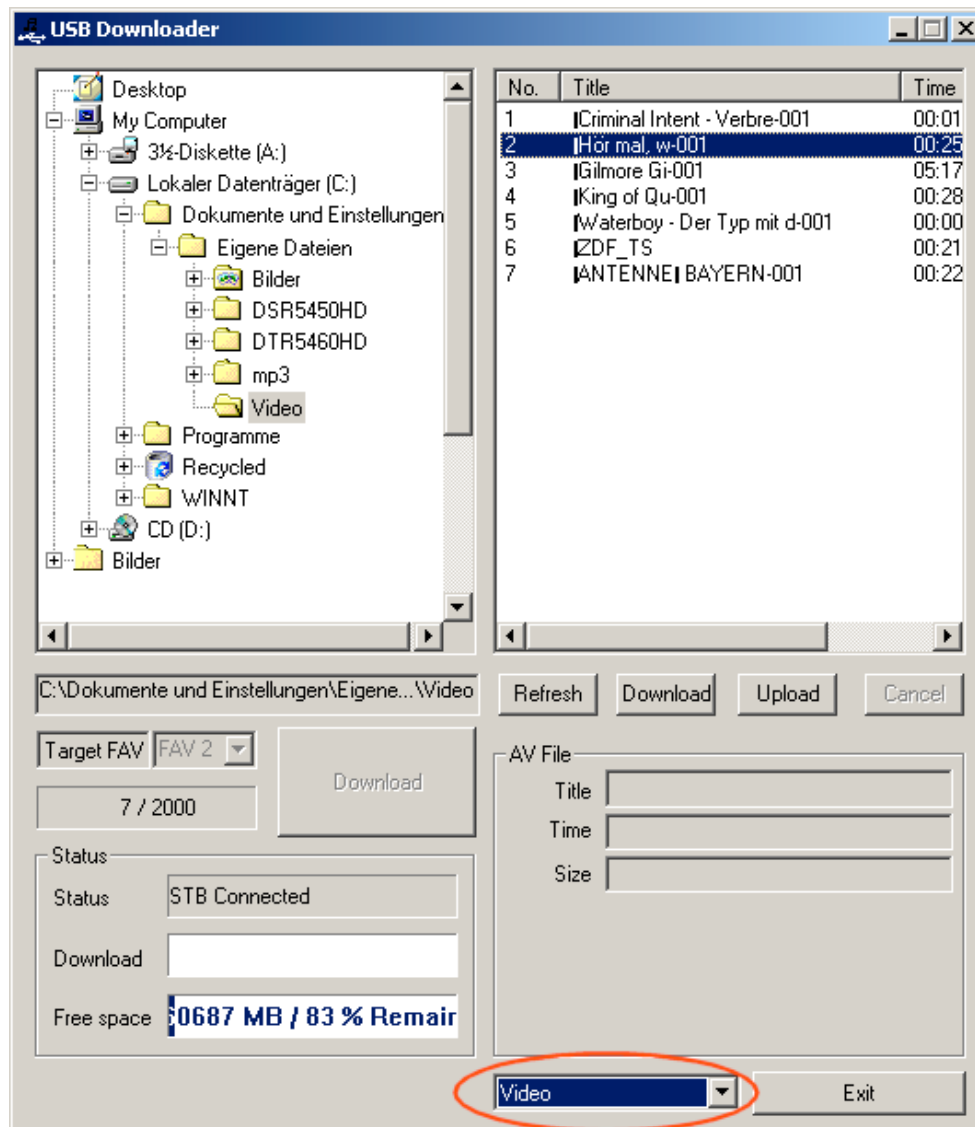 USB Downloader
Desktop
My Computer
3½-Diskette (A:)
Lokaler Datenträger (C:)
Dokumente und Einstellungen
Eigene Dateien
Bilder
DSR5450HD
DTR5460HD
mp3
Video
Programme
Recycled
WINNT
CD (D:)
Bilder
No. Title Time
1 Criminal Intent - Verbre-001 00:01
2 Hör mal, w-001 00:25
3 Gilmore Gi-001 05:17
4 King of Qu-001 00:28
5 Waterboy - Der Typ mit d-001 00:00
6 ZDF_TS 00:21
7 ANTENNE BAYERN-001 00:22
C:\Dokumente und Einstellungen\Eigene...\Video
Refresh Download Upload Cancel
Target FAV FAV 2
Download
7 / 2000
Status
Status STB Connected
Download
Free space 0687 MB / 83 % Remair
AV File
Title
Time
Size
Video
Exit